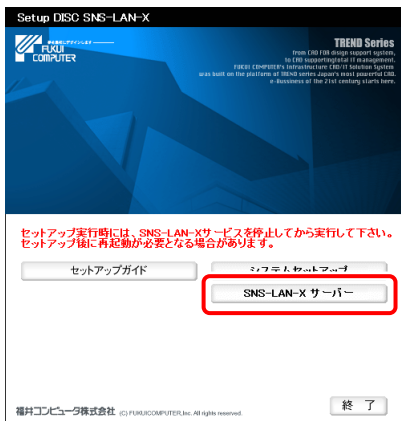 Setup DISC SNS-LAN-X
FUKUI
COMPUTER
TREND Series
from CAD FOR disign support system,
to CAD supportingtotal IT management.
FUKUI COMPUTER's Infrastructure CAD/IT Solution System
was built on the platform of TREND series Japan's most powerful CAD.
e-Bussiness of the 21st century starts here.
セットアップ実行時には、SNS-LAN-Xサービスを停止してから実行して下さい。
セットアップ後に再起動が必要となる場合があります。
セットアップガイド
システムセットアップ
SNS-LAN-X サーバー
終 了
福井コンピュータ株式会社 (C) FUKUICOMPUTER,Inc. All rights reserved.